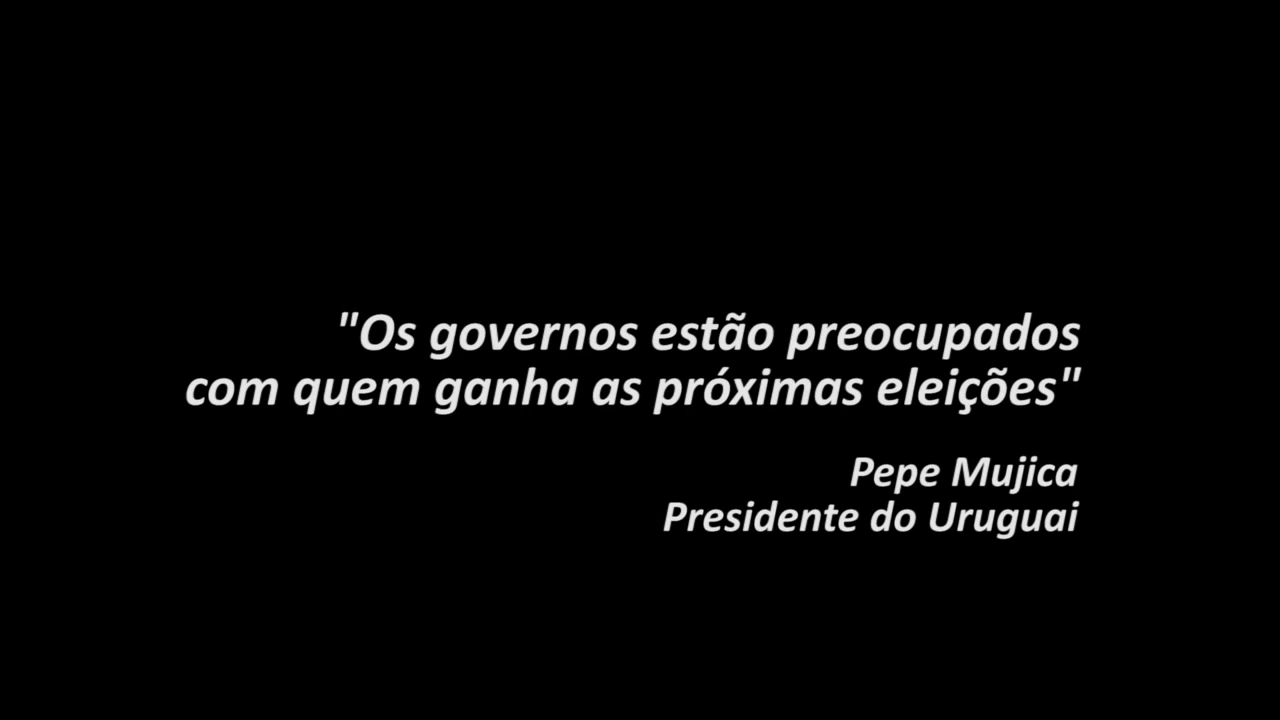 "Os governos estão preocupados
com quem ganha as próximas eleições"
Pepe Mujica
Presidente do Uruguai